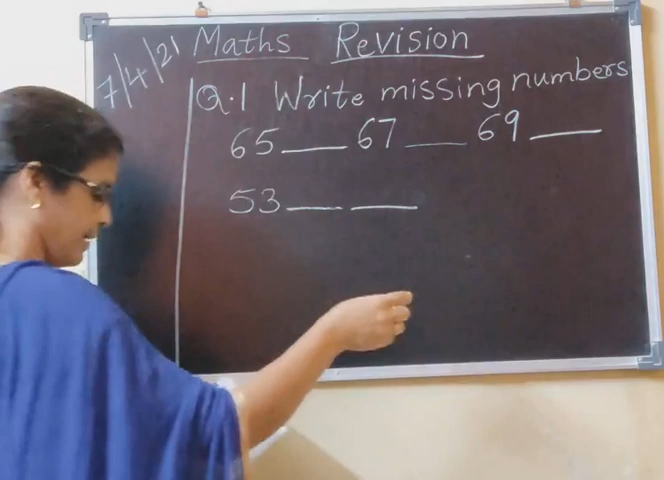 7/4/21 Maths Revision
Q.1 Write missing numbers
65 ___ 67 ___ 69 ___
53 ___ ___